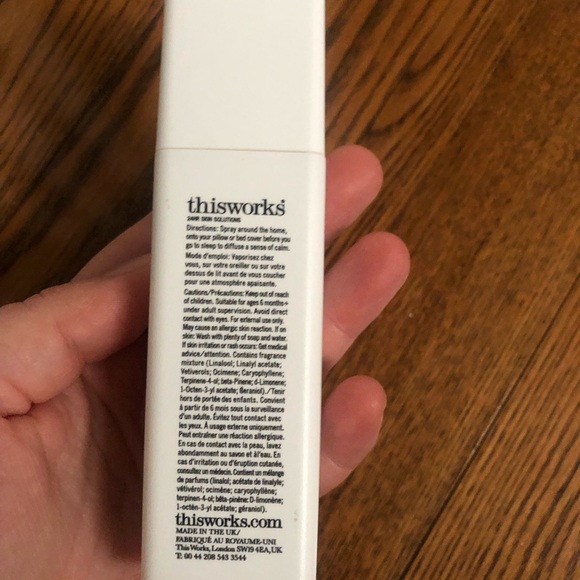 thisworks
24HR SKIN SOLUTIONS
Directions: Spray around the home,
onto your pillow or bed cover before you
go to sleep to diffuse a sense of calm.
Mode d'emploi: Vaporisez chez
vous, sur votre oreiller ou sur votre
dessus de lit avant de vous coucher
pour une atmosphère apaisante.
Cautions/Précautions: Keep out of reach
of children. Suitable for ages 6 months+
under adult supervision. Avoid direct
contact with eyes. For external use only.
May cause an allergic skin reaction. If on
skin: Wash with plenty of soap and water.
If skin irritation or rash occurs: Get medical
advice/attention. Contains fragrance
mixture (Linalool; Linalyl acetate;
Vetiverols; Ocimene; Caryophyllene;
Terpinene-4-ol; beta-Pinene; d-Limonene;
1-Octen-3-yl acetate; Geraniol)./Tenir
hors de portée des enfants. Convient
à partir de 6 mois sous la surveillance
d'un adulte. Évitez tout contact avec
les yeux. À usage externe uniquement.
Peut entraîner une réaction allergique.
En cas de contact avec la peau, lavez
abondamment au savon et à l'eau. En
cas d'irritation ou d'éruption cutanée,
consultez un médecin. Contient un mélange
de parfums (linalol; acétate de linalyle;
vétivérol; ocimène; caryophyllène;
terpinen-4-ol; bêta-pinène; D-limonène;
1-octén-3-yl acétate; géraniol).
thisworks.com
MADE IN THE UK/
FABRIQUÉ AU ROYAUME-UNI
This Works, London SW19 4EA, UK
T: 00 44 208 543 3544